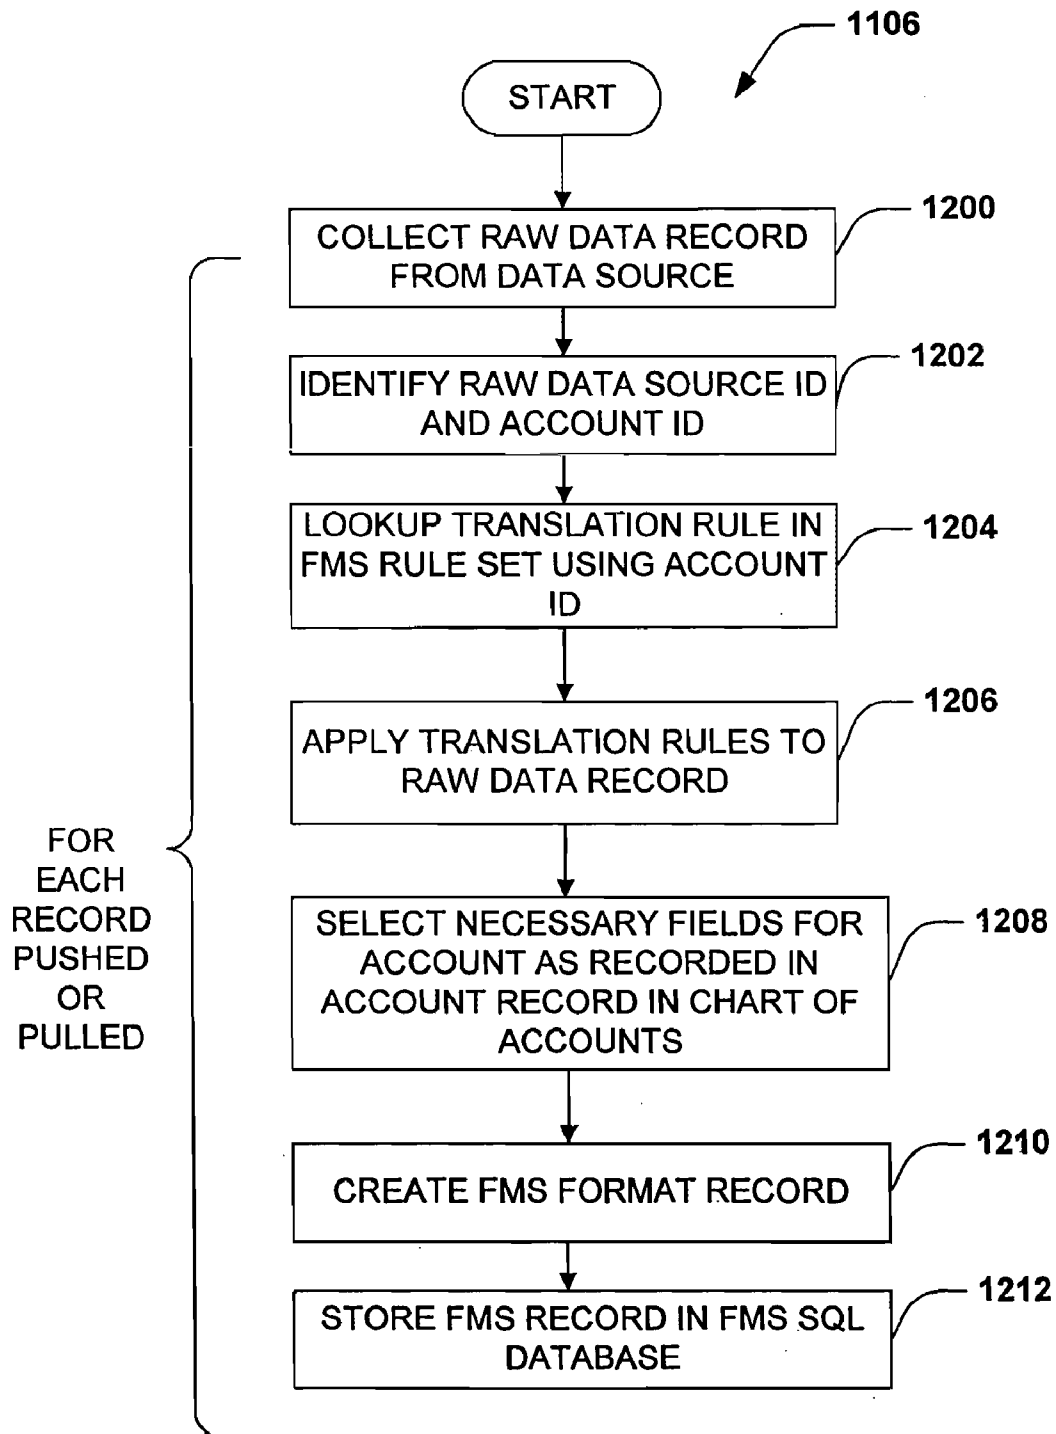 1106
START
1200
COLLECT RAW DATA RECORD
FROM DATA SOURCE
1202
IDENTIFY RAW DATA SOURCE ID
AND ACCOUNT ID
1204
LOOKUP TRANSLATION RULE IN
FMS RULE SET USING ACCOUNT
ID
1206
APPLY TRANSLATION RULES TO
RAW DATA RECORD
FOR
EACH
RECORD
PUSHED
OR
PULLED
1208
SELECT NECESSARY FIELDS FOR
ACCOUNT AS RECORDED IN
ACCOUNT RECORD IN CHART OF
ACCOUNTS
1210
CREATE FMS FORMAT RECORD
1212
STORE FMS RECORD IN FMS SQL
DATABASE